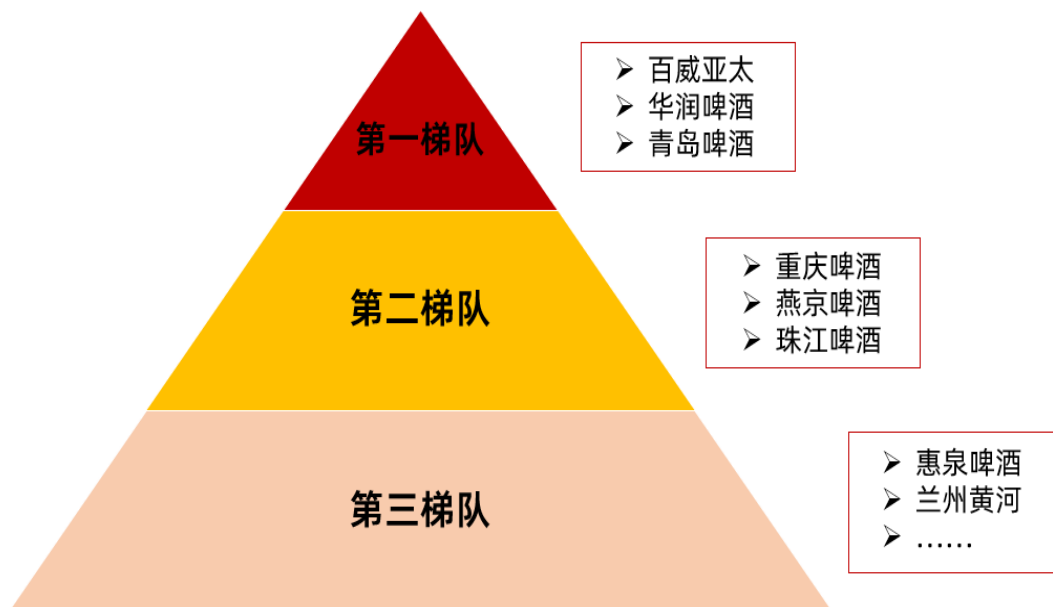 第一梯队
➢ 百威亚太
➢ 华润啤酒
➢ 青岛啤酒
第二梯队
➢ 重庆啤酒
➢ 燕京啤酒
➢ 珠江啤酒
第三梯队
➢ 惠泉啤酒
➢ 兰州黄河
➢ ……